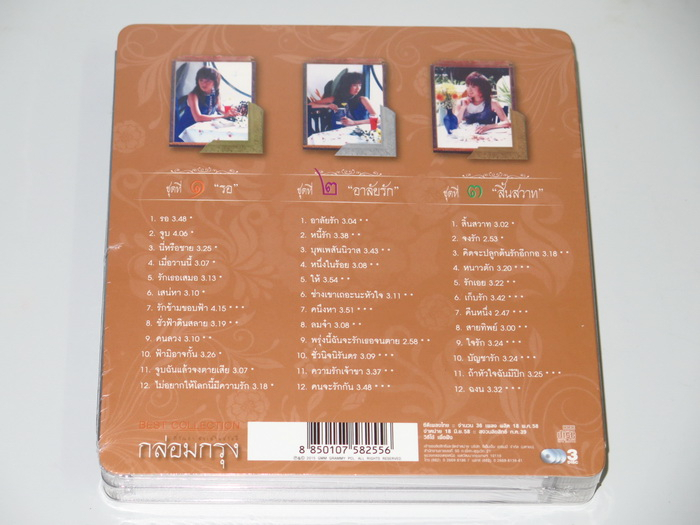 ชุดที่ ๑ "รอ"
1. รอ 3.48 *
2. จูบ 4.06 *
3. นี่หรือชาย 3.25 *
4. เมื่อวานนี้ 3.07 *
5. รักเธอเสมอ 3.13 *
6. เสน่หา 3.10 *
7. รักข้ามขอบฟ้า 4.15 * * *
8. ชั่วฟ้าดินสลาย 3.19 * *
9. คนลวง 3.10 * *
10. ฟ้ามิอาจกั้น 3.26 *
11. จูบฉันแล้วจงตายเสีย 3.07 *
12. ไม่อยากให้โลกนี้มีความรัก 3.18 *
ชุดที่ ๒ "อาลัยรัก"
1. อาลัยรัก 3.04 * *
2. หนี้รัก 3.38 * *
3. บุพเพสันนิวาส 3.43 * *
4. หนึ่งในร้อย 3.08 * *
5. ให้ 3.54 * *
6. ช่างเขาเถอะนะหัวใจ 3.11 * *
7. คนึงหา 3.51 * * *
8. ลมจ๋า 3.08 * *
9. พรุ่งนี้ฉันจะรักเธอจนตาย 2.58 * *
10. ชั่วนิจนิรันดร 3.09 * * *
11. ความรักเจ้าขา 3.37 * *
12. คนจะรักกัน 3.48 * * *
ชุดที่ ๓ "สิ้นสวาท"
1. สิ้นสวาท 3.02 *
2. จงรัก 2.53 *
3. คิดจะปลูกต้นรักอีกกอ 3.18 * *
4. หนาวตัก 3.20 * * *
5. รักเอย 3.22 *
6. เก็บรัก 3.42 *
7. คืนหนึ่ง 2.47 * * *
8. สายทิพย์ 3.00 * *
9. ใจรัก 3.24 * *
10. บัญชารัก 3.24 * *
11. ถ้าหัวใจฉันมีปีก 3.25 * * *
12. ฉงน 3.32 * * *
BEST COLLECTION
กล่อมกรุง
8 850107 582556
3